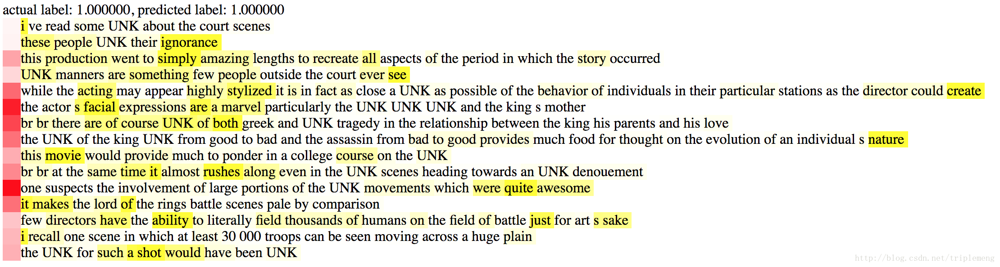 actual label: 1.000000, predicted label: 1.000000
i ve read some UNK about the court scenes
these people UNK their ignorance
this production went to simply amazing lengths to recreate all aspects of the period in which the story occurred
UNK manners are something few people outside the court ever see
while the acting may appear highly stylized it is in fact as close a UNK as possible of the behavior of individuals in their particular stations as the director could create
the actor s facial expressions are a marvel particularly the UNK UNK UNK and the king s mother
br br there are of course UNK of both greek and UNK tragedy in the relationship between the king his parents and his love
the UNK of the king UNK from good to bad and the assassin from bad to good provides much food for thought on the evolution of an individual s nature
this movie would provide much to ponder in a college course on the UNK
br br at the same time it almost rushes along even in the UNK scenes heading towards an UNK denouement
one suspects the involvement of large portions of the UNK movements which were quite awesome
it makes the lord of the rings battle scenes pale by comparison
few directors have the ability to literally field thousands of humans on the field of battle just for art s sake
i recall one scene in which at least 30 000 troops can be seen moving across a huge plain
the UNK for such a shot would have been UNK
http://blog.csdn.net/triplemeng